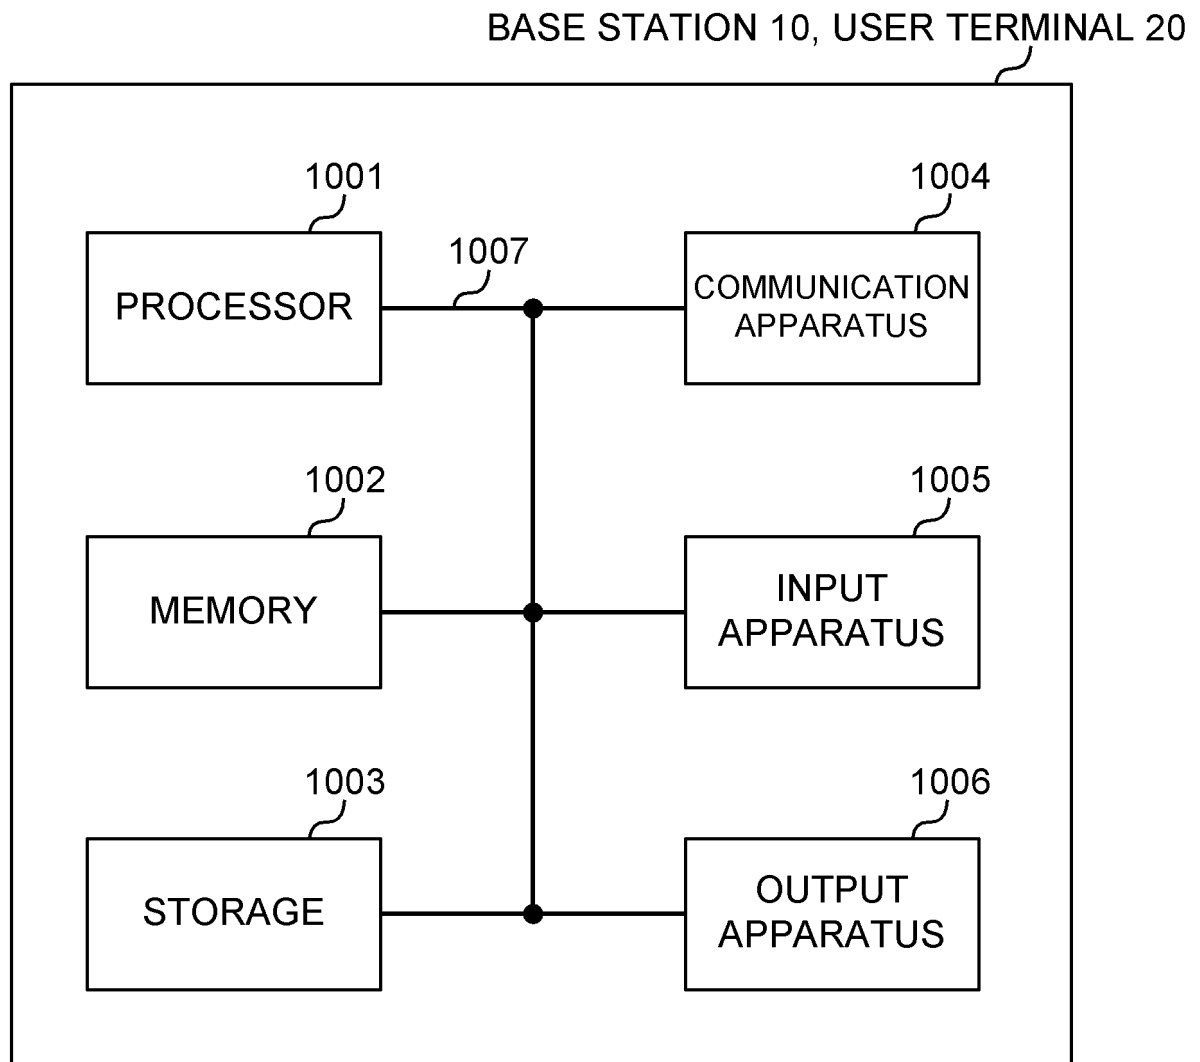 BASE STATION 10, USER TERMINAL 20
1001
PROCESSOR
1007
1004
COMMUNICATION
APPARATUS
1002
MEMORY
1005
INPUT
APPARATUS
1003
STORAGE
1006
OUTPUT
APPARATUS